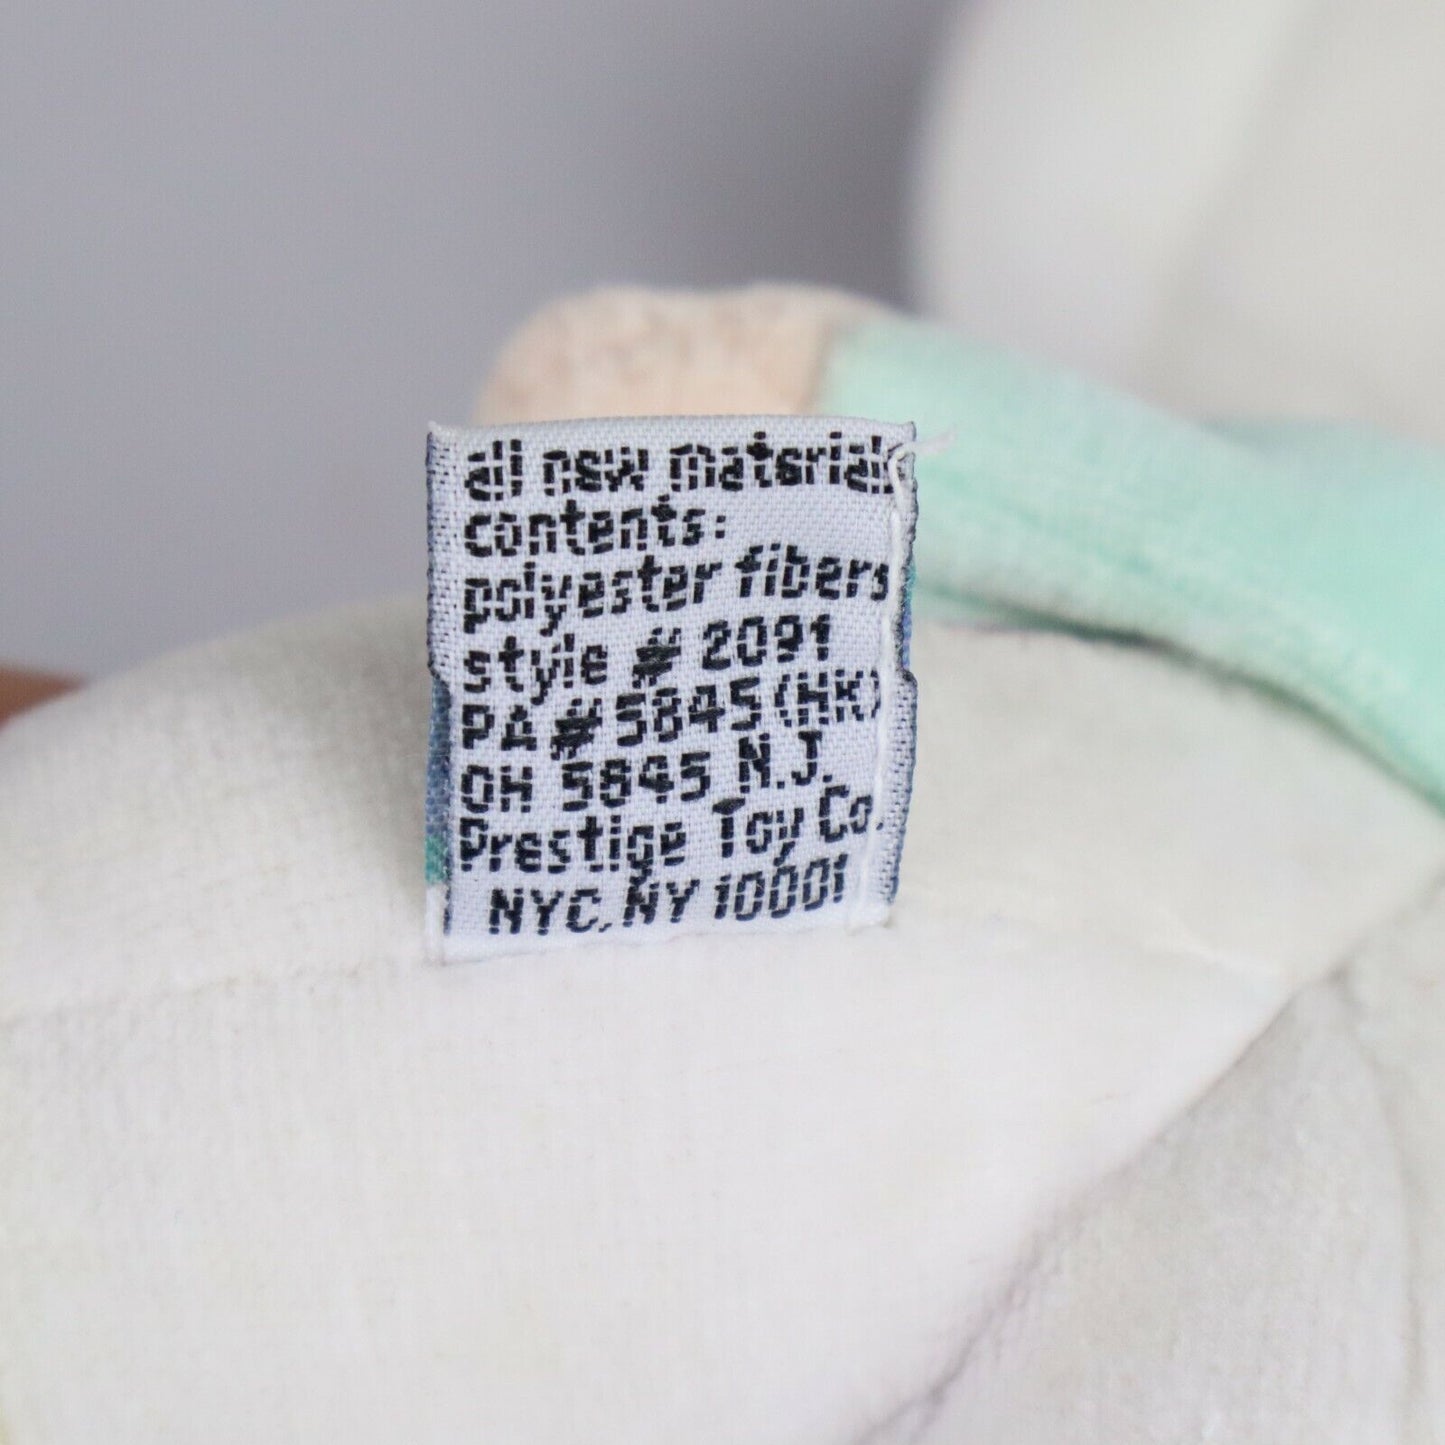 all new materials
contents:
polyester fibers
style # 2091
PA #5845(HK)
OH 5845 N.J.
Prestige Toy Co.
NYC, NY 10001